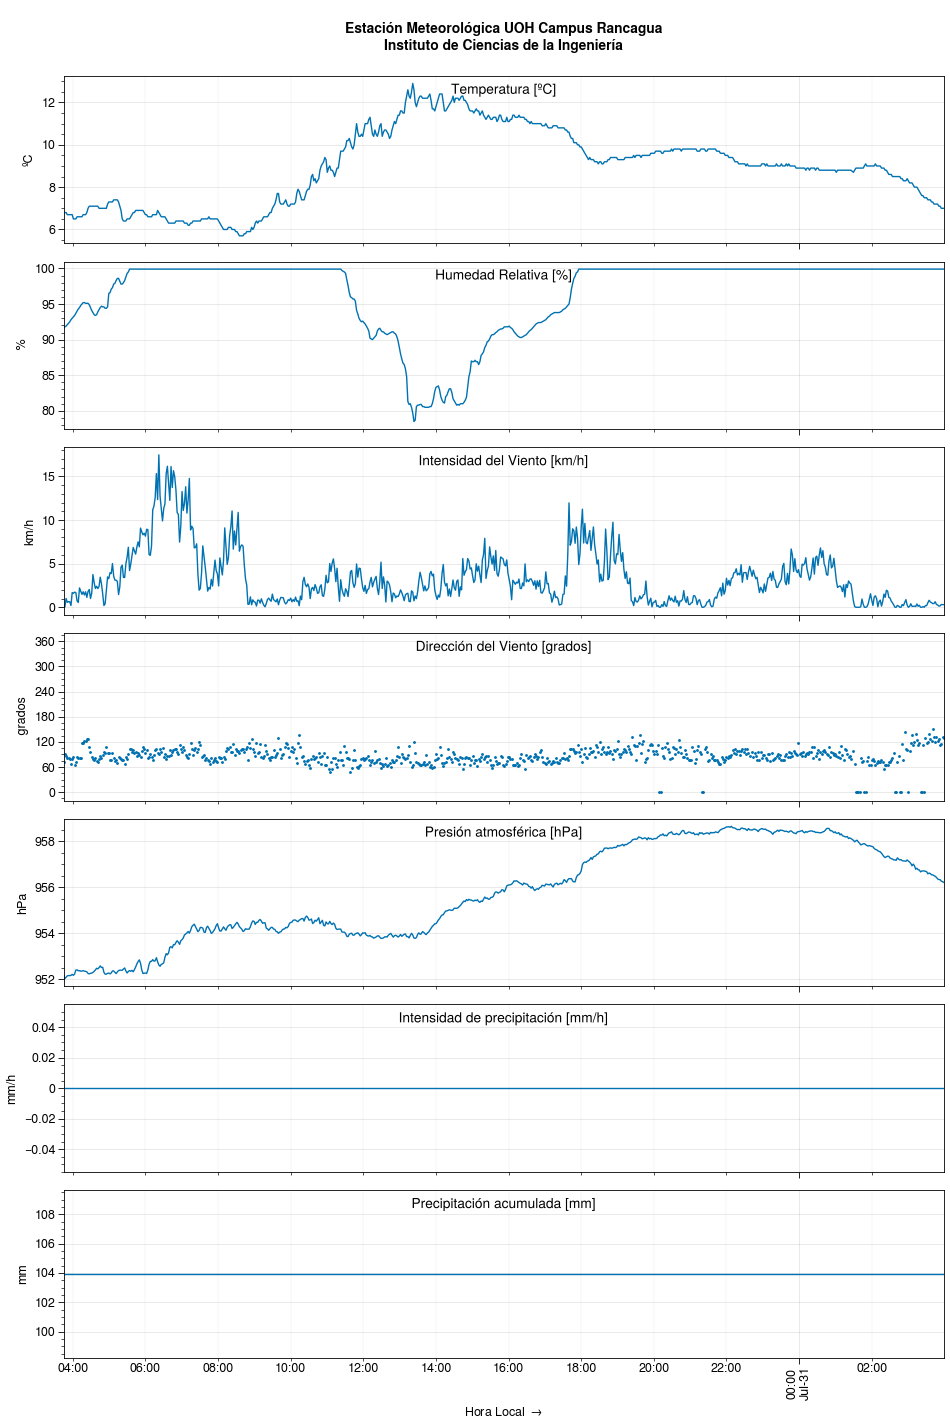 Estación Meteorológica UOH Campus Rancagua
Instituto de Ciencias de la Ingeniería
Temperatura [ºC]
ºC
12
10
8
6
Humedad Relativa [%]
%
100
95
90
85
80
Intensidad del Viento [km/h]
km/h
15
10
5
0
Dirección del Viento [grados]
grados
360
300
240
180
120
60
0
Presión atmosférica [hPa]
hPa
958
956
954
952
Intensidad de precipitación [mm/h]
mm/h
0.04
0.02
0
−0.02
−0.04
Precipitación acumulada [mm]
mm
108
106
104
102
100
04:00 06:00 08:00 10:00 12:00 14:00 16:00 18:00 20:00 22:00 00:00 02:00
Jul-31
Hora Local →